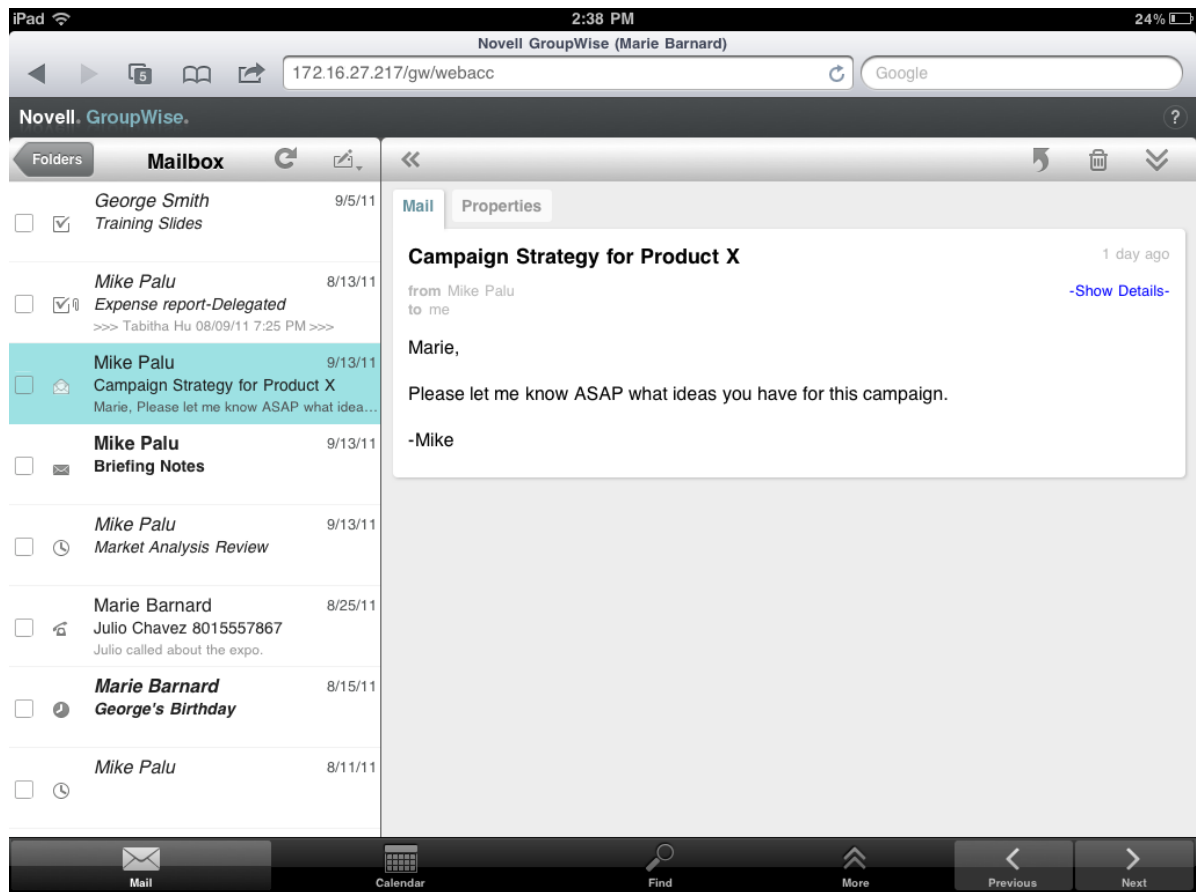 iPad 2:38 PM 24%
Novell GroupWise (Marie Barnard)
5 172.16.27.217/gw/webacc Google
Novell. GroupWise. ?
Folders Mailbox
George Smith 9/5/11
Training Slides
Mike Palu 8/13/11
Expense report-Delegated
>>> Tabitha Hu 08/09/11 7:25 PM >>>
Mike Palu 9/13/11
Campaign Strategy for Product X
Marie, Please let me know ASAP what idea...
Mike Palu 9/13/11
Briefing Notes
Mike Palu 9/13/11
Market Analysis Review
Marie Barnard 8/25/11
Julio Chavez 8015557867
Julio called about the expo.
Marie Barnard 8/15/11
George's Birthday
Mike Palu 8/11/11
Mail Properties
Campaign Strategy for Product X 1 day ago
from Mike Palu -Show Details-
to me
Marie,
Please let me know ASAP what ideas you have for this campaign.
-Mike
Mail Calendar Find More Previous Next